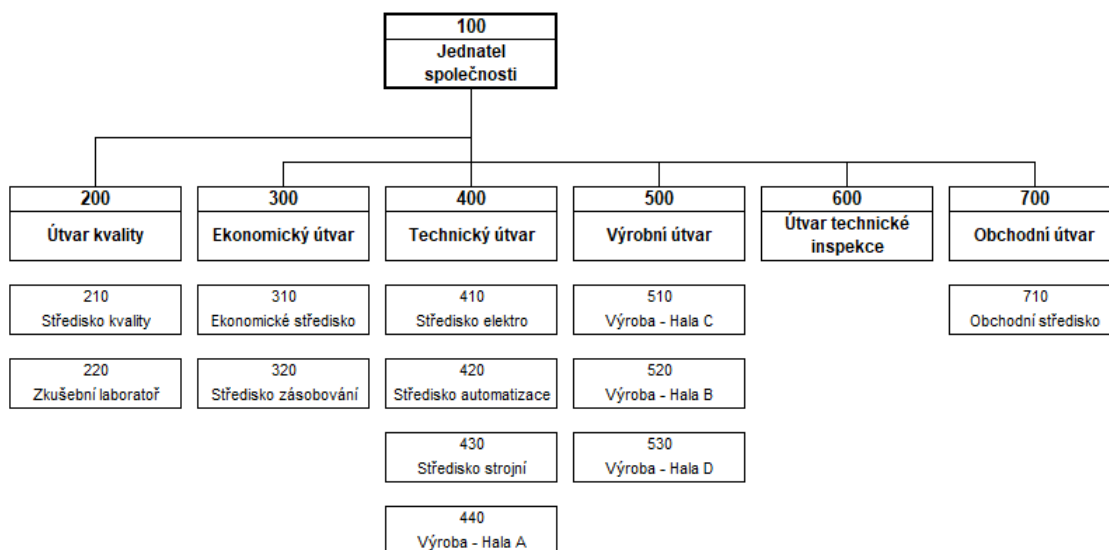 100
Jednatel
společnosti
200
Útvar kvality
300
Ekonomický útvar
400
Technický útvar
500
Výrobní útvar
600
Útvar technické
inspekce
700
Obchodní útvar
210
Středisko kvality
310
Ekonomické středisko
410
Středisko elektro
510
Výroba - Hala C
710
Obchodní středisko
220
Zkušební laboratoř
320
Středisko zásobování
420
Středisko automatizace
520
Výroba - Hala B
430
Středisko strojní
530
Výroba - Hala D
440
Výroba - Hala A